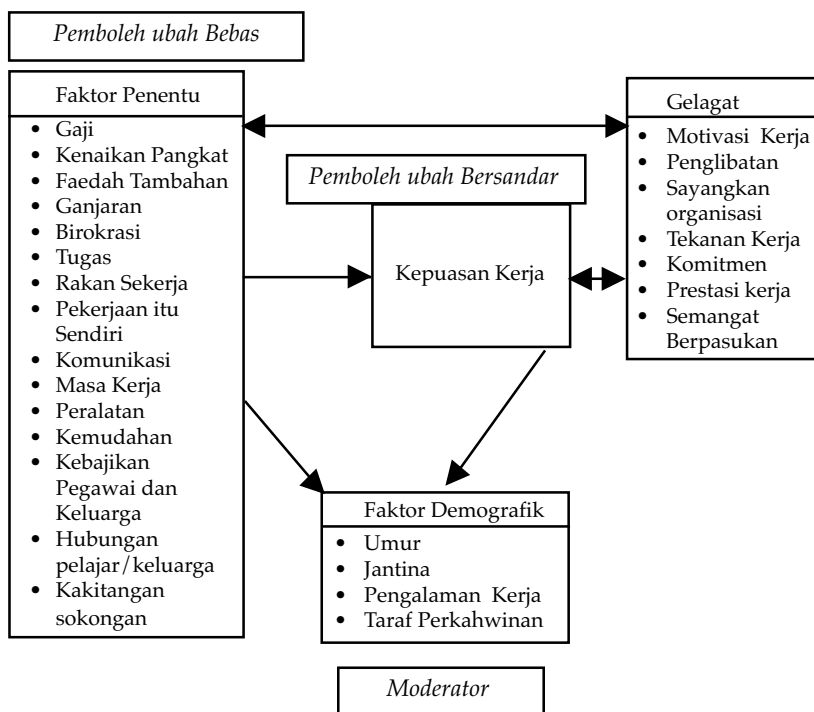 Pemboleh ubah Bebas
Faktor Penentu
• Gaji
• Kenaikan Pangkat
• Faedah Tambahan
• Ganjaran
• Birokrasi
• Tugas
• Rakan Sekerja
• Pekerjaan itu
Sendiri
• Komunikasi
• Masa Kerja
• Peralatan
• Kemudahan
• Kebajikan
Pegawai dan
Keluarga
• Hubungan
pelajar/keluarga
• Kakitangan
sokongan
Pemboleh ubah Bersandar
Kepuasan Kerja
Gelagat
• Motivasi Kerja
• Penglibatan
• Sayangkan
organisasi
• Tekanan Kerja
• Komitmen
• Prestasi kerja
• Semangat
Berpasukan
Faktor Demografik
• Umur
• Jantina
• Pengalaman Kerja
• Taraf Perkahwinan
Moderator